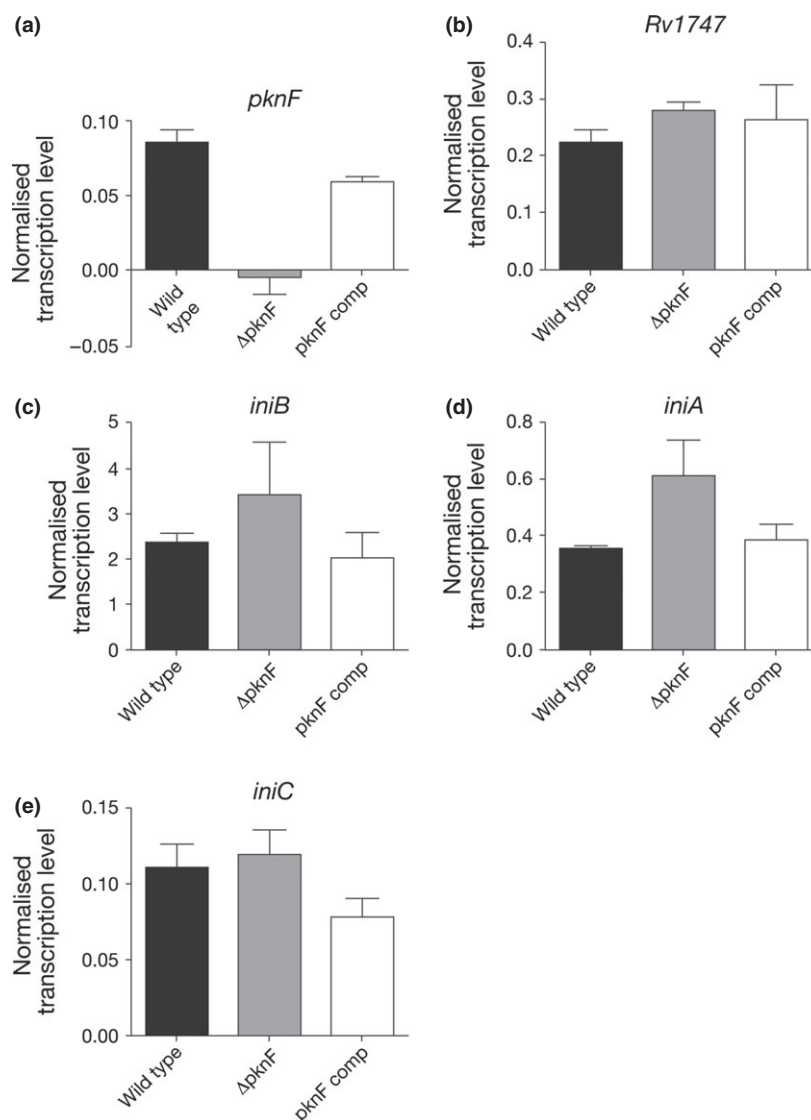 (a)
pknF
Normalised
transcription level
0.10
0.05
0.00
−0.05
Wild
type
ΔpknF
pknF comp
(b)
Rv1747
Normalised
transcription level
0.4
0.3
0.2
0.1
0.0
Wild type
ΔpknF
pknF comp
(c)
iniB
Normalised
transcription level
5
4
3
2
1
0
Wild type
ΔpknF
pknF comp
(d)
iniA
Normalised
transcription level
0.8
0.6
0.4
0.2
0.0
Wild type
ΔpknF
pknF comp
(e)
iniC
Normalised
transcription level
0.15
0.10
0.05
0.00
Wild type
ΔpknF
pknF comp